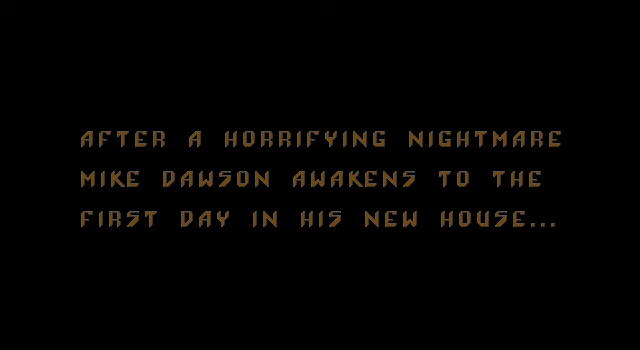 AFTER A HORRIFYING NIGHTMARE
MIKE DAWSON AWAKENS TO THE
FIRST DAY IN HIS NEW HOUSE...